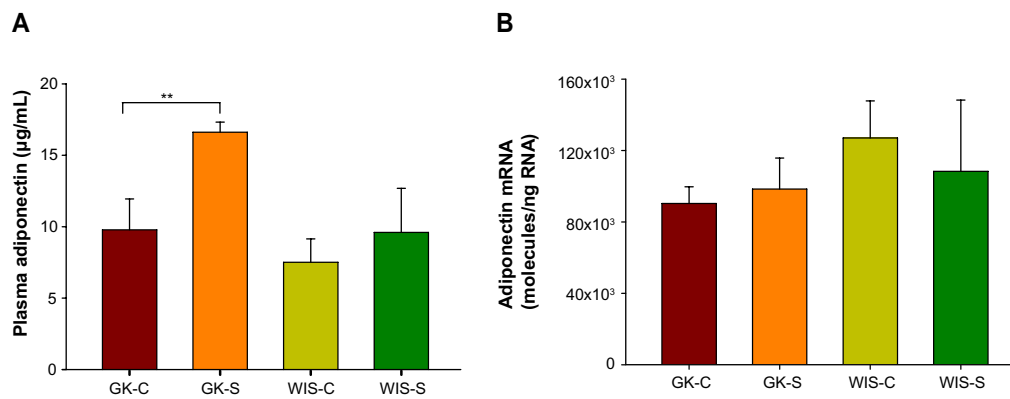 A
Plasma adiponectin (µg/mL)
20
15
10
5
0
**
GK-C GK-S WIS-C WIS-S
B
Adiponectin mRNA
(molecules/ng RNA)
160x10³
120x10³
80x10³
40x10³
0
GK-C GK-S WIS-C WIS-S